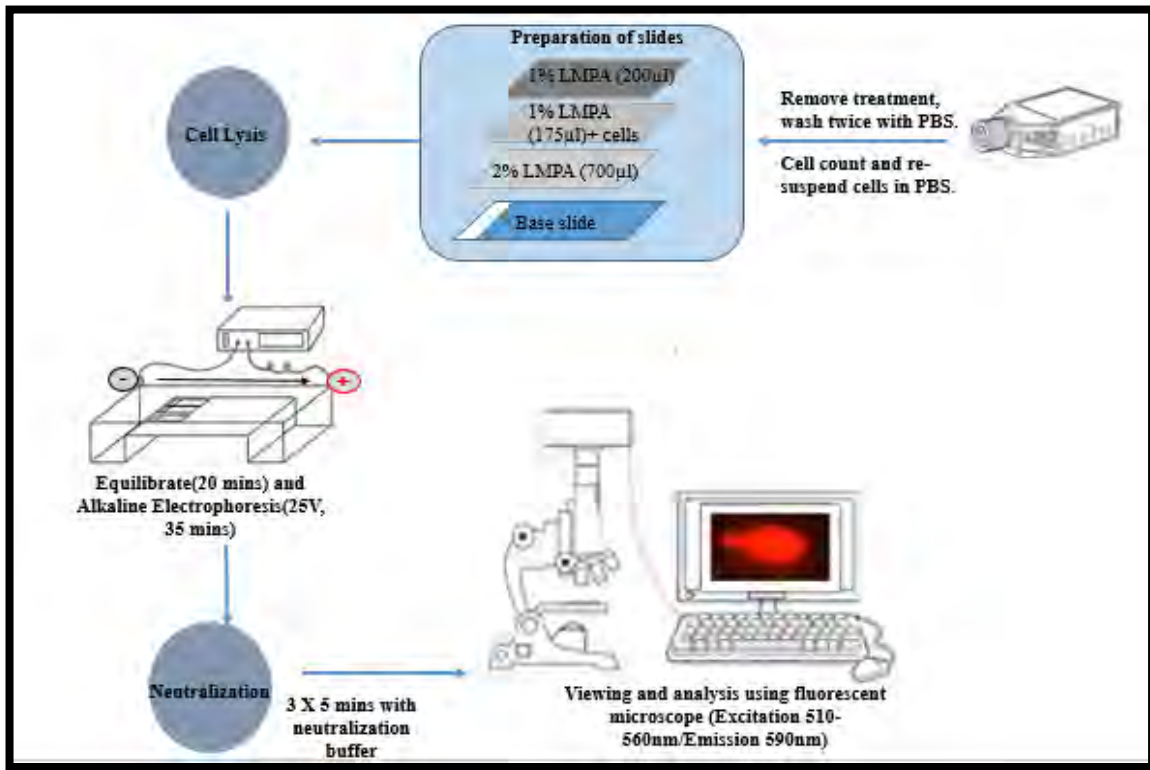 Preparation of slides
1% LMPA (200µl)
1% LMPA
(175µl)+ cells
2% LMPA (700µl)
Base slide
Remove treatment,
wash twice with PBS.
Cell count and re-
suspend cells in PBS.
Cell Lysis
-
+
Equilibrate(20 mins) and
Alkaline Electrophoresis(25V,
35 mins)
Neutralization
3 X 5 mins with
neutralization
buffer
Viewing and analysis using fluorescent
microscope (Excitation 510-
560nm/Emission 590nm)